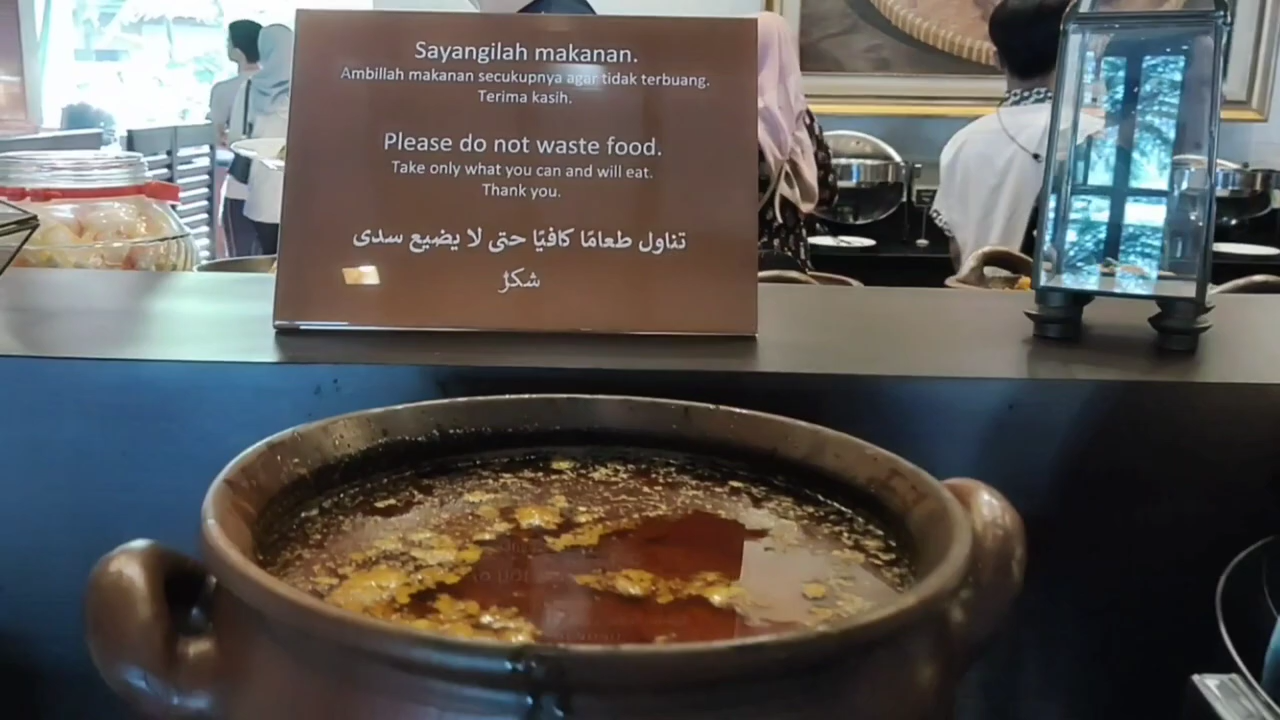 Sayangilah makanan.
Ambillah makanan secukupnya agar tidak terbuang.
Terima kasih.
Please do not waste food.
Take only what you can and will eat.
Thank you.
تناول طعامًا كافيًا حتى لا يضيع سدى
شكرً